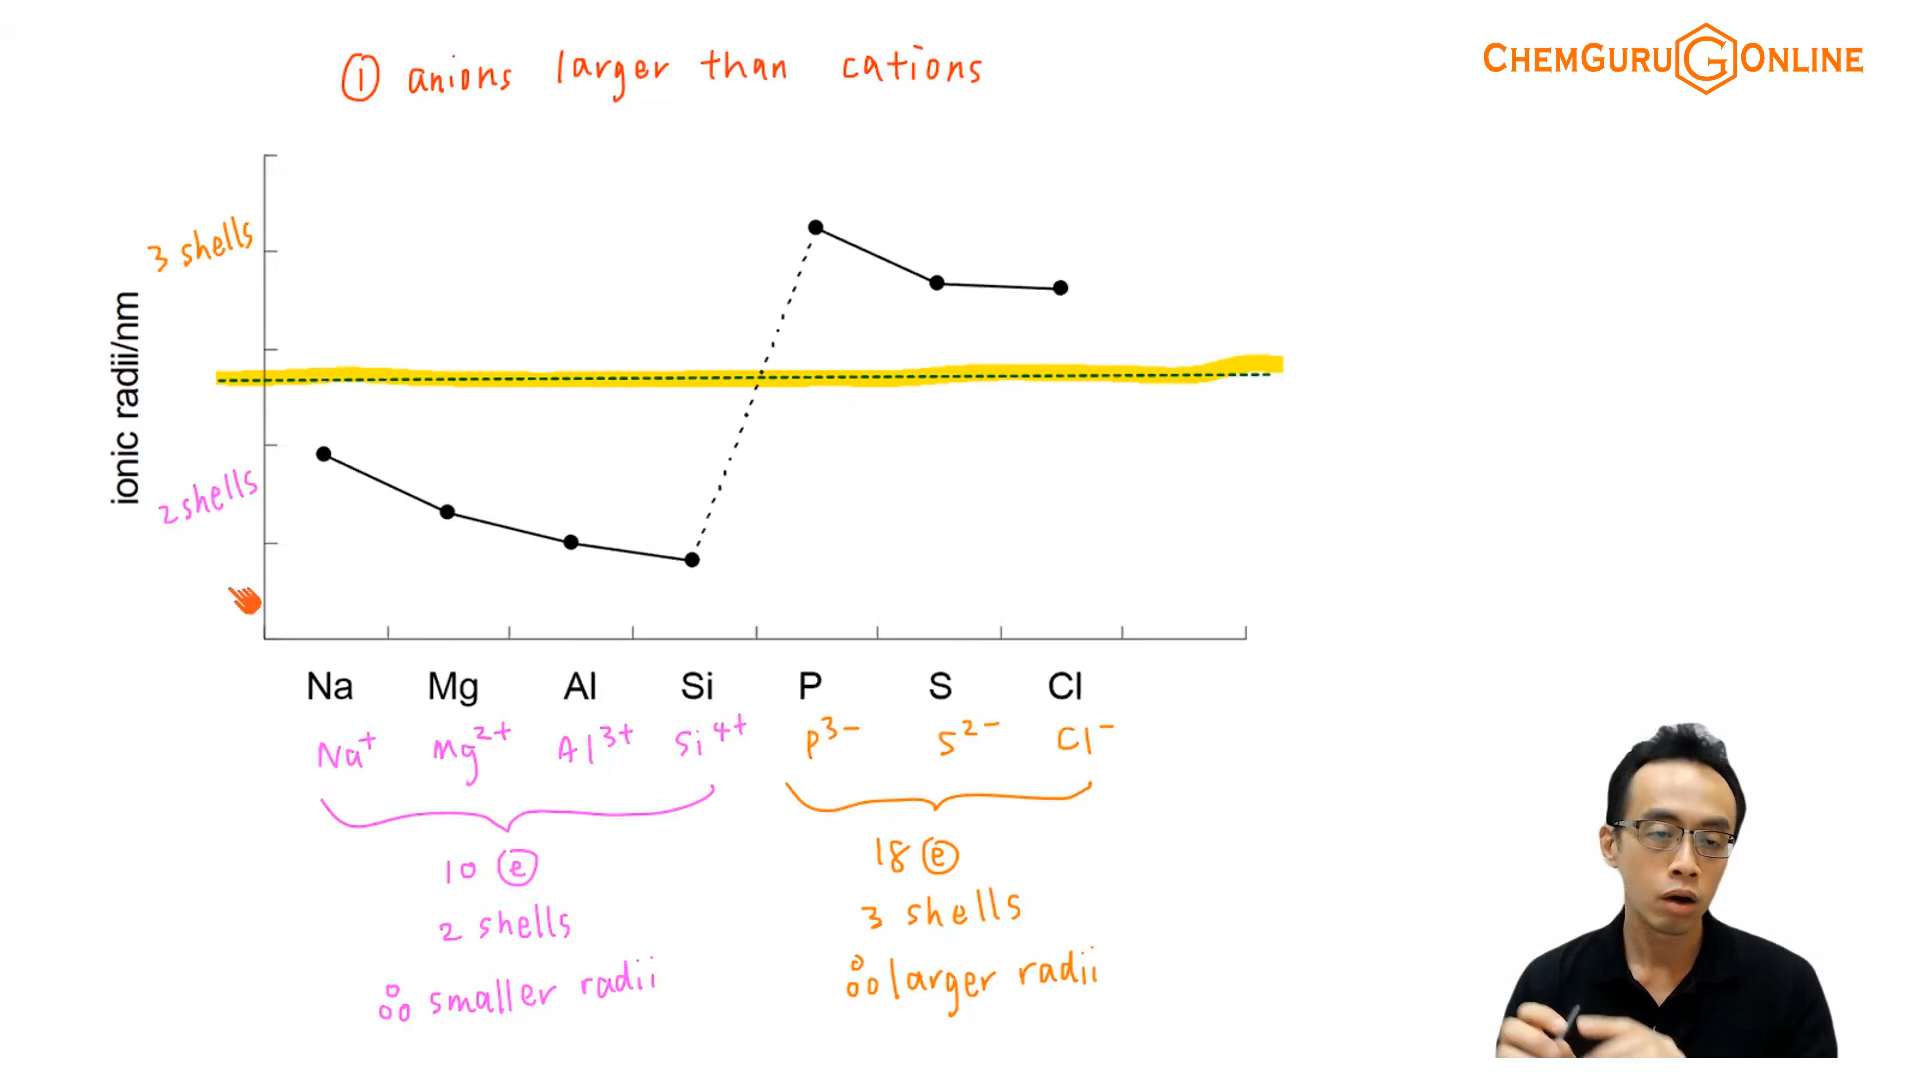 ① anions larger than cations
CHEMGURU G ONLINE
3 shells
ionic radii/nm
2 shells
Na Mg Al Si P S Cl
Na⁺ Mg²⁺ Al³⁺ Si⁴⁺ P³⁻ S²⁻ Cl⁻
10 ⓔ
2 shells
∴ smaller radii
18 ⓔ
3 shells
∴ larger radii